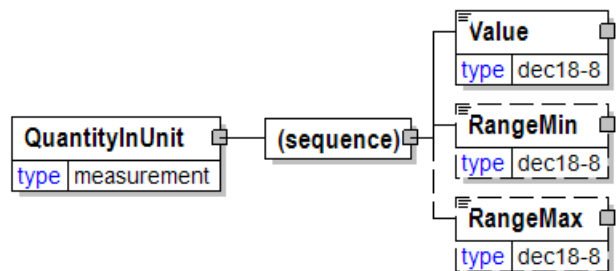 Value
type dec18-8
QuantityInUnit
type measurement
(sequence)
RangeMin
type dec18-8
RangeMax
type dec18-8